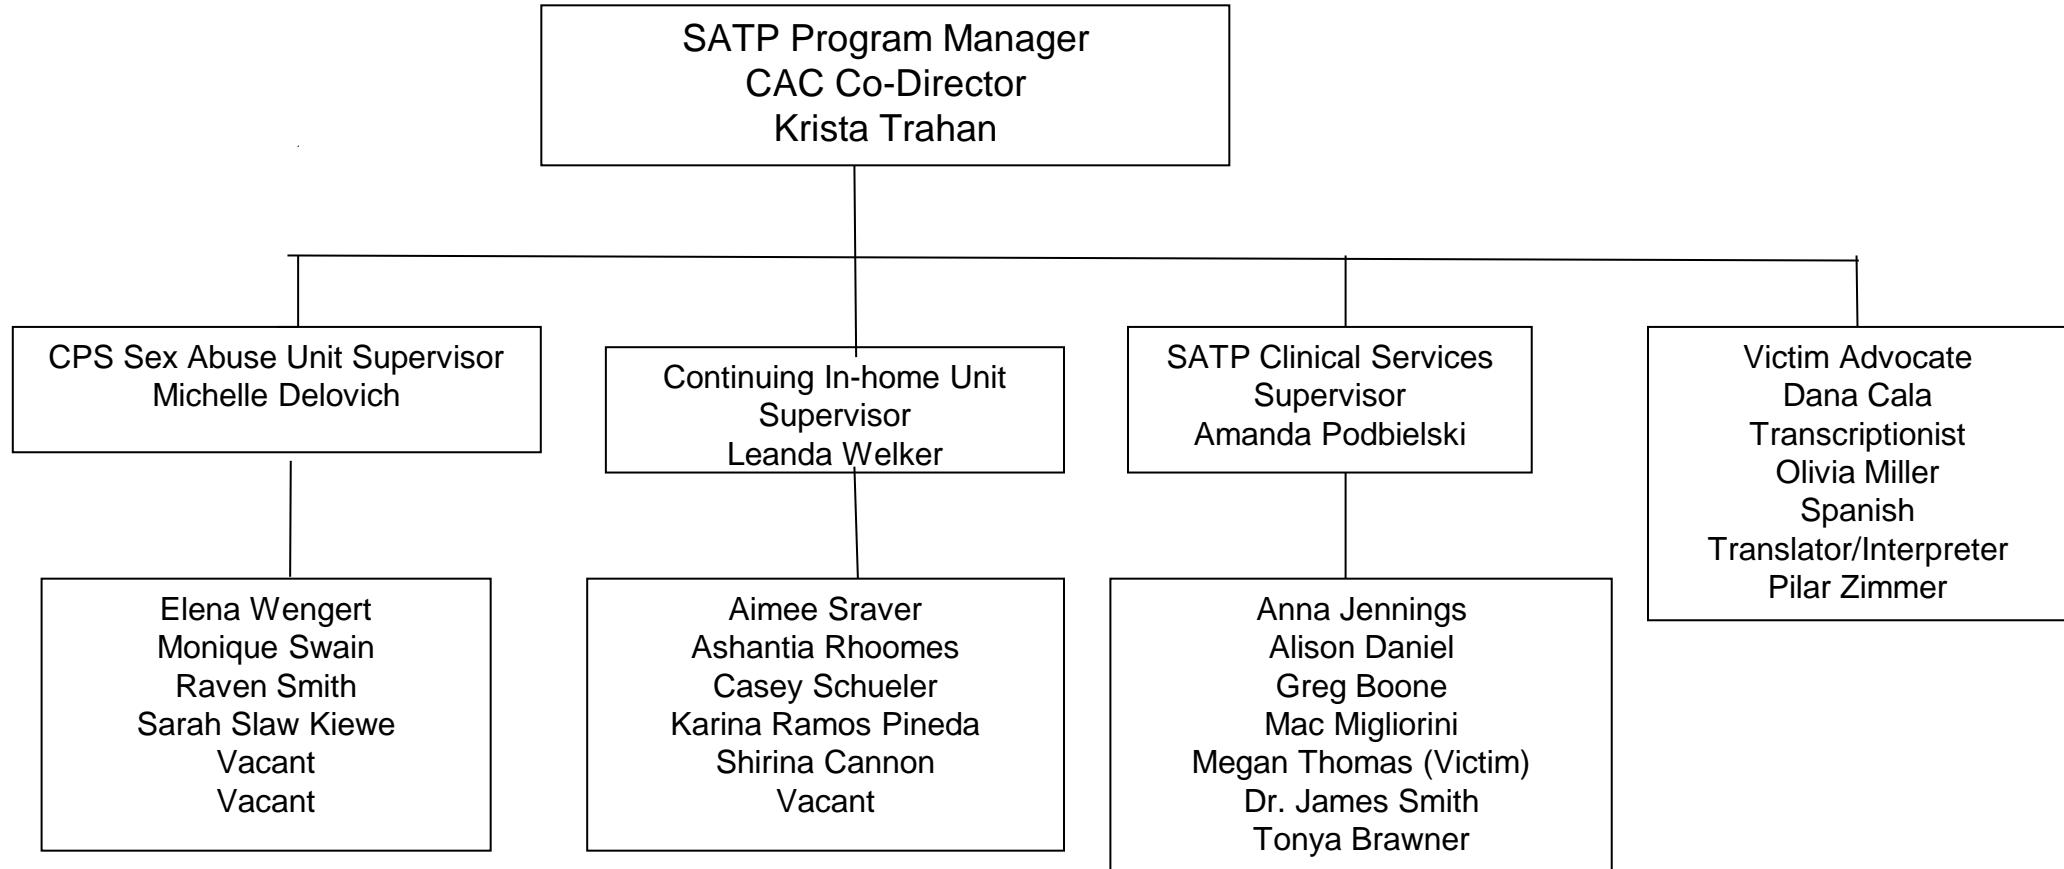 SATP Program Manager
CAC Co-Director
Krista Trahan
CPS Sex Abuse Unit Supervisor
Michelle Delovich
Continuing In-home Unit
Supervisor
Leanda Welker
SATP Clinical Services
Supervisor
Amanda Podbielski
Victim Advocate
Dana Cala
Transcriptionist
Olivia Miller
Spanish
Translator/Interpreter
Pilar Zimmer
Elena Wengert
Monique Swain
Raven Smith
Sarah Slaw Kiewe
Vacant
Vacant
Aimee Sraver
Ashantia Rhoomes
Casey Schueler
Karina Ramos Pineda
Shirina Cannon
Vacant
Anna Jennings
Alison Daniel
Greg Boone
Mac Migliorini
Megan Thomas (Victim)
Dr. James Smith
Tonya Brawner